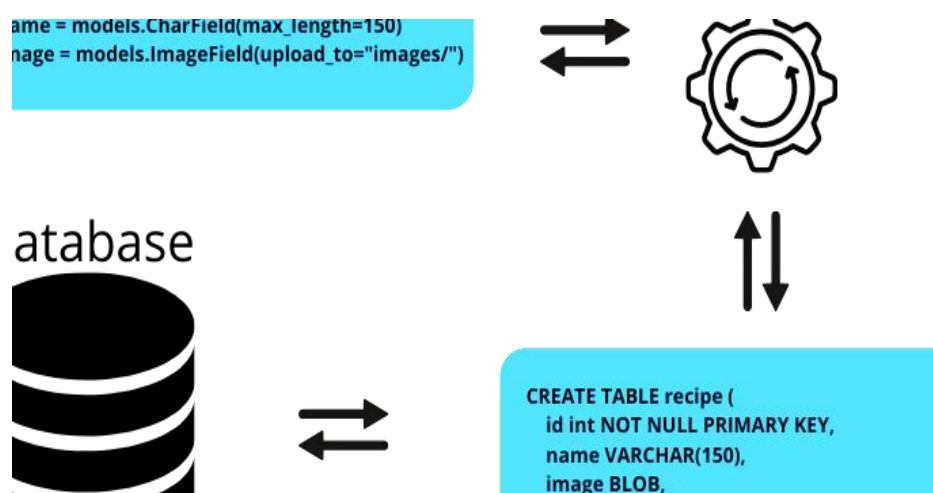 ame = models.CharField(max_length=150)
nage = models.ImageField(upload_to="images/")
atabase
CREATE TABLE recipe (
id int NOT NULL PRIMARY KEY,
name VARCHAR(150),
image BLOB,